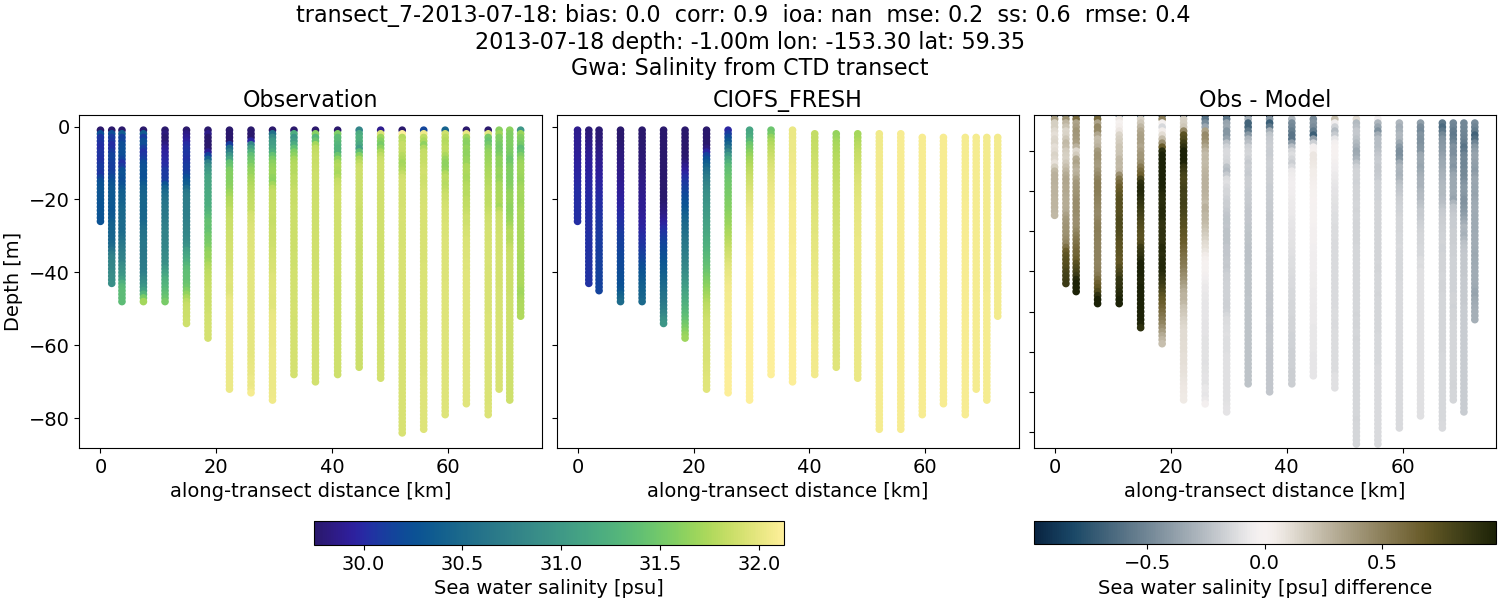 transect_7-2013-07-18: bias: 0.0  corr: 0.9  ioa: nan  mse: 0.2  ss: 0.6  rmse: 0.4
2013-07-18 depth: -1.00m lon: -153.30 lat: 59.35
Gwa: Salinity from CTD transect
Observation
CIOFS_FRESH
Obs - Model
Depth [m]
0
−20
−40
−60
−80
0 20 40 60
0 20 40 60
0 20 40 60
along-transect distance [km]
along-transect distance [km]
along-transect distance [km]
30.0 30.5 31.0 31.5 32.0
Sea water salinity [psu]
−0.5 0.0 0.5
Sea water salinity [psu] difference